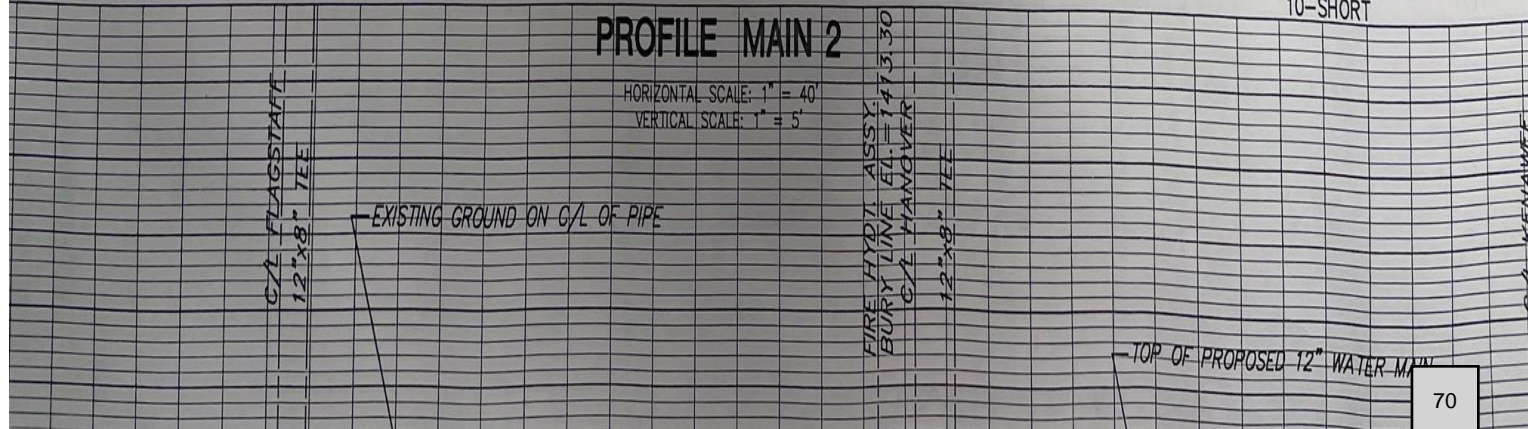 10-SHORT
PROFILE MAIN 2
HORIZONTAL SCALE: 1" = 40'
VERTICAL SCALE: 1" = 5'
C/L FLAGSTAFF
12"x8" TEE
EXISTING GROUND ON C/L OF PIPE
FIRE HYDT ASSY.
BURY LINE EL.=1413.30
C/L HANOVER
12"x8" TEE
TOP OF PROPOSED 12" WATER MAIN
70